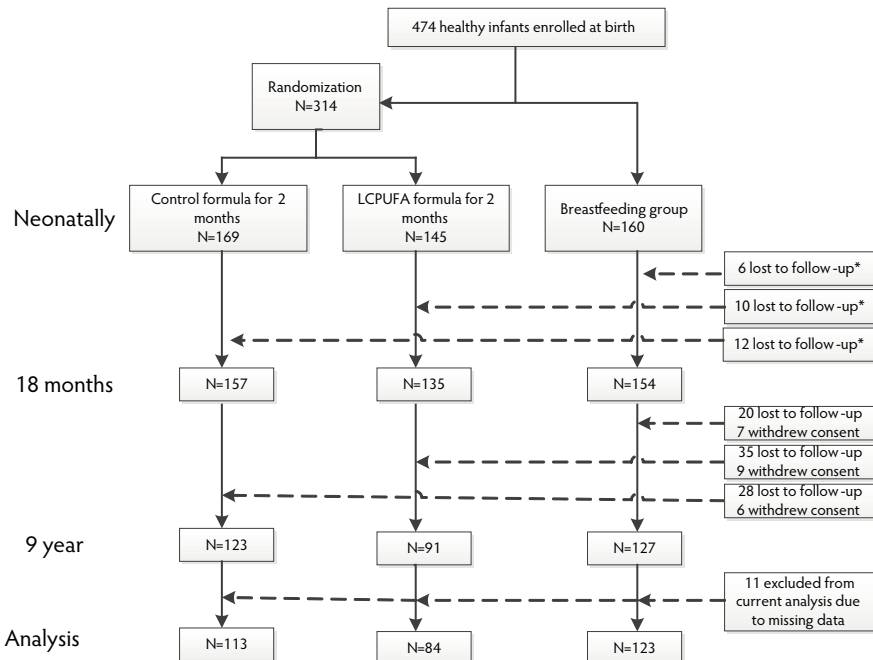 474 healthy infants enrolled at birth
Randomization
N=314
Neonatally
Control formula for 2
months
N=169
LCPUFA formula for 2
months
N=145
Breastfeeding group
N=160
6 lost to follow-up*
10 lost to follow-up*
12 lost to follow-up*
18 months
N=157
N=135
N=154
20 lost to follow-up
7 withdrew consent
35 lost to follow-up
9 withdrew consent
28 lost to follow-up
6 withdrew consent
9 year
N=123
N=91
N=127
11 excluded from
current analysis due
to missing data
Analysis
N=113
N=84
N=123